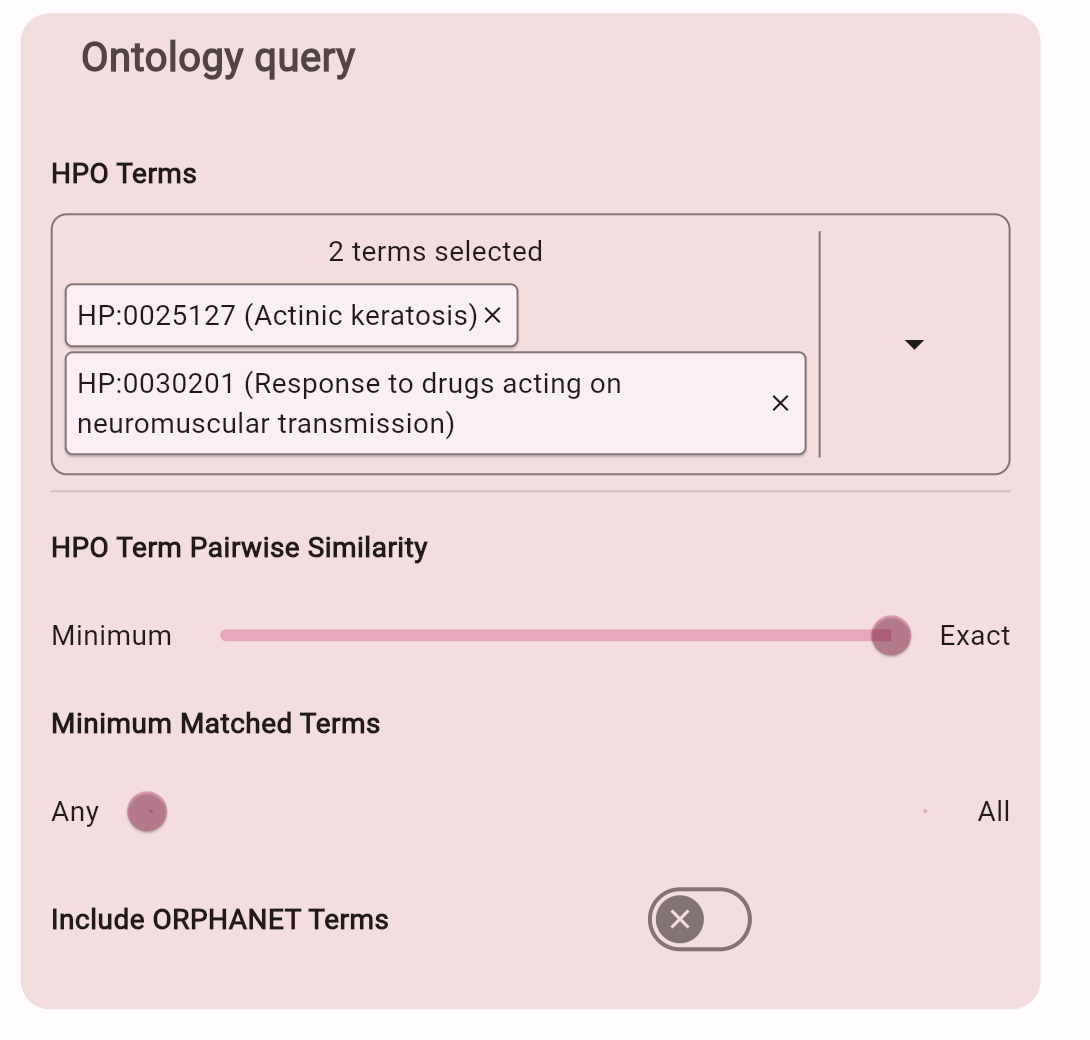 Ontology query
HPO Terms
2 terms selected
HP:0025127 (Actinic keratosis)
HP:0030201 (Response to drugs acting on
neuromuscular transmission)
HPO Term Pairwise Similarity
Minimum Exact
Minimum Matched Terms
Any All
Include ORPHANET Terms